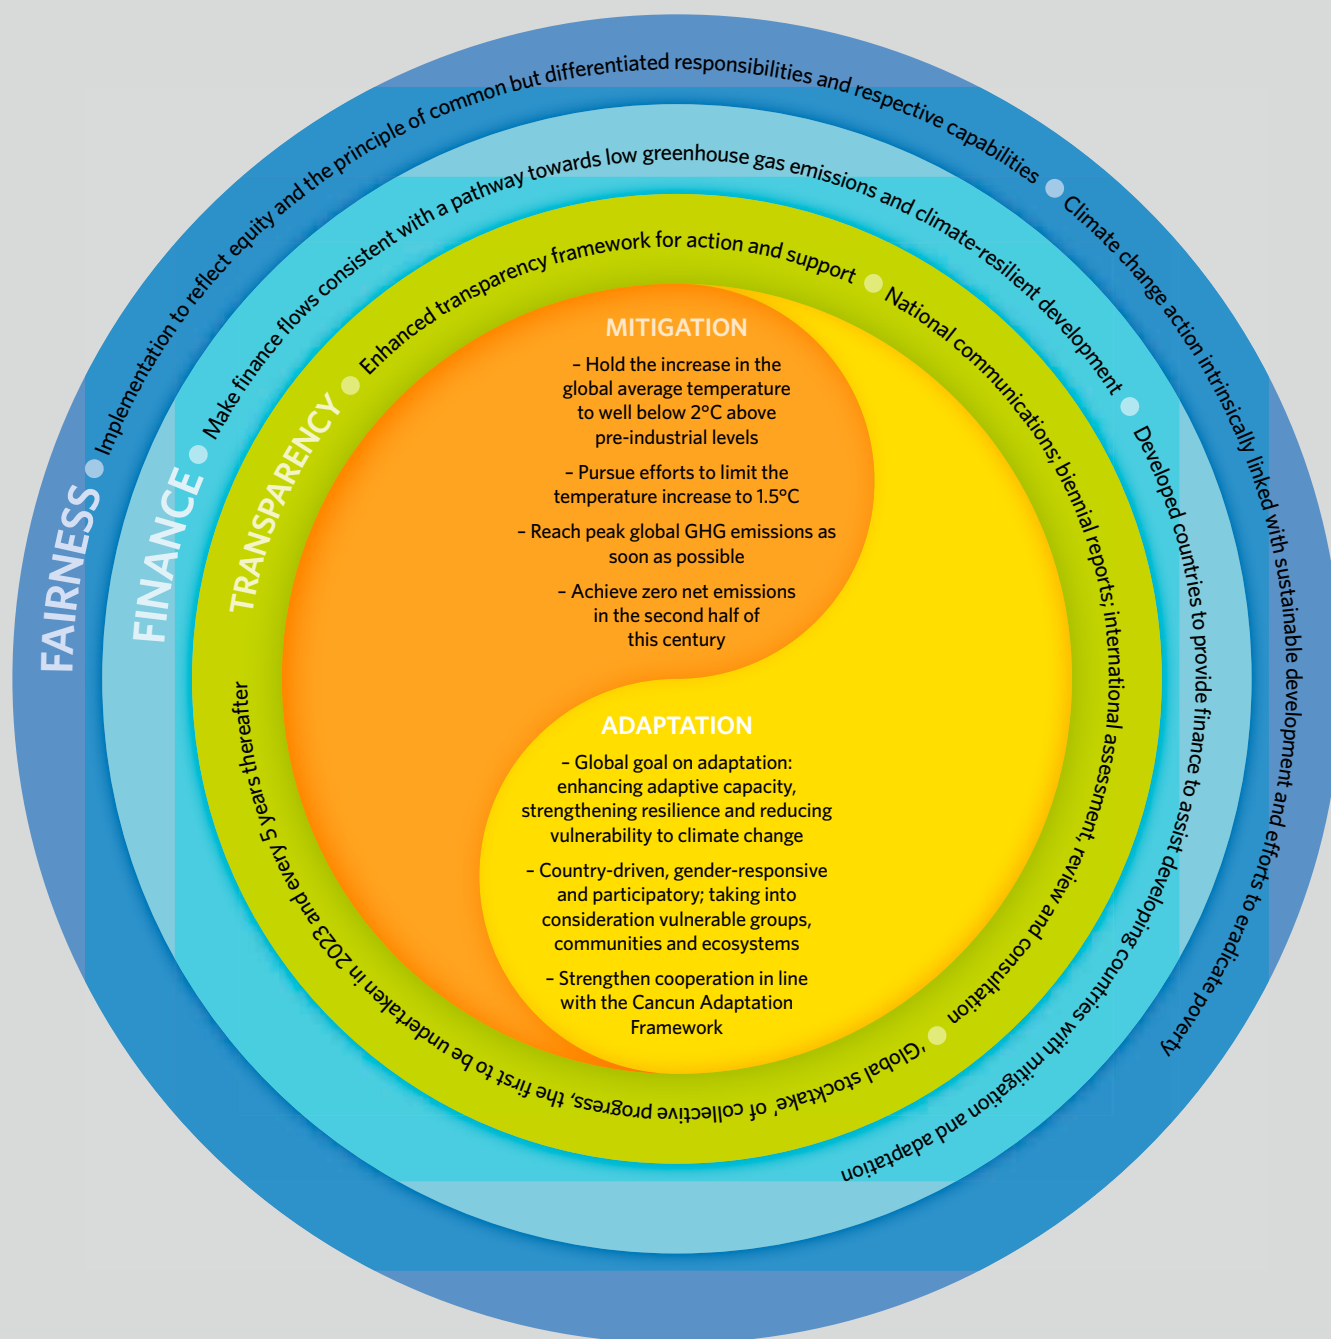 FAIRNESS ● Implementation to reflect equity and the principle of common but differentiated responsibilities and respective capabilities ● Climate change action intrinsically linked with sustainable development and efforts to eradicate poverty
FINANCE ● Make finance flows consistent with a pathway towards low greenhouse gas emissions and climate-resilient development ● Developed countries to provide finance to assist developing countries with mitigation and adaptation
TRANSPARENCY ● Enhanced transparency framework for action and support ● National communications; biennial reports; international assessment, review and consultation ● ‘Global stocktake’ of collective progress, the first to be undertaken in 2023 and every 5 years thereafter
MITIGATION
– Hold the increase in the
global average temperature
to well below 2°C above
pre-industrial levels
– Pursue efforts to limit the
temperature increase to 1.5°C
– Reach peak global GHG emissions as
soon as possible
– Achieve zero net emissions
in the second half of
this century
ADAPTATION
– Global goal on adaptation:
enhancing adaptive capacity,
strengthening resilience and reducing
vulnerability to climate change
– Country-driven, gender-responsive
and participatory; taking into
consideration vulnerable groups,
communities and ecosystems
– Strengthen cooperation in line
with the Cancun Adaptation
Framework